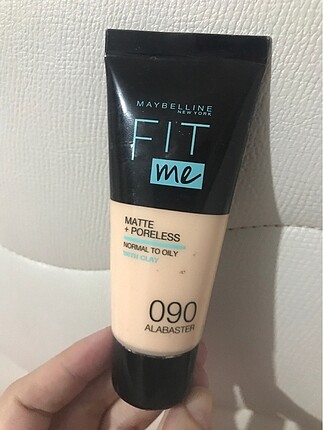 MAYBELLINE
NEW YORK
FIT
me
MATTE
+ PORELESS
NORMAL TO OILY
WITH CLAY
090
ALABASTER